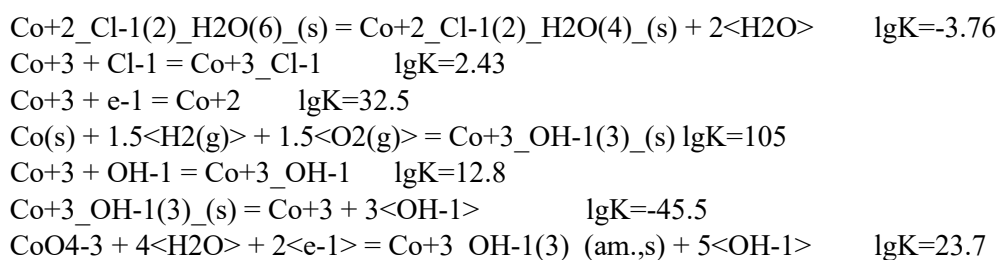 Co+2_Cl-1(2)_H2O(6)_(s) = Co+2_Cl-1(2)_H2O(4)_(s) + 2<H2O> lgK=-3.76
Co+3 + Cl-1 = Co+3_Cl-1 lgK=2.43
Co+3 + e-1 = Co+2 lgK=32.5
Co(s) + 1.5<H2(g)> + 1.5<O2(g)> = Co+3_OH-1(3)_(s) lgK=105
Co+3 + OH-1 = Co+3_OH-1 lgK=12.8
Co+3_OH-1(3)_(s) = Co+3 + 3<OH-1> lgK=-45.5
CoO4-3 + 4<H2O> + 2<e-1> = Co+3_OH-1(3)_(am.,s) + 5<OH-1> lgK=23.7